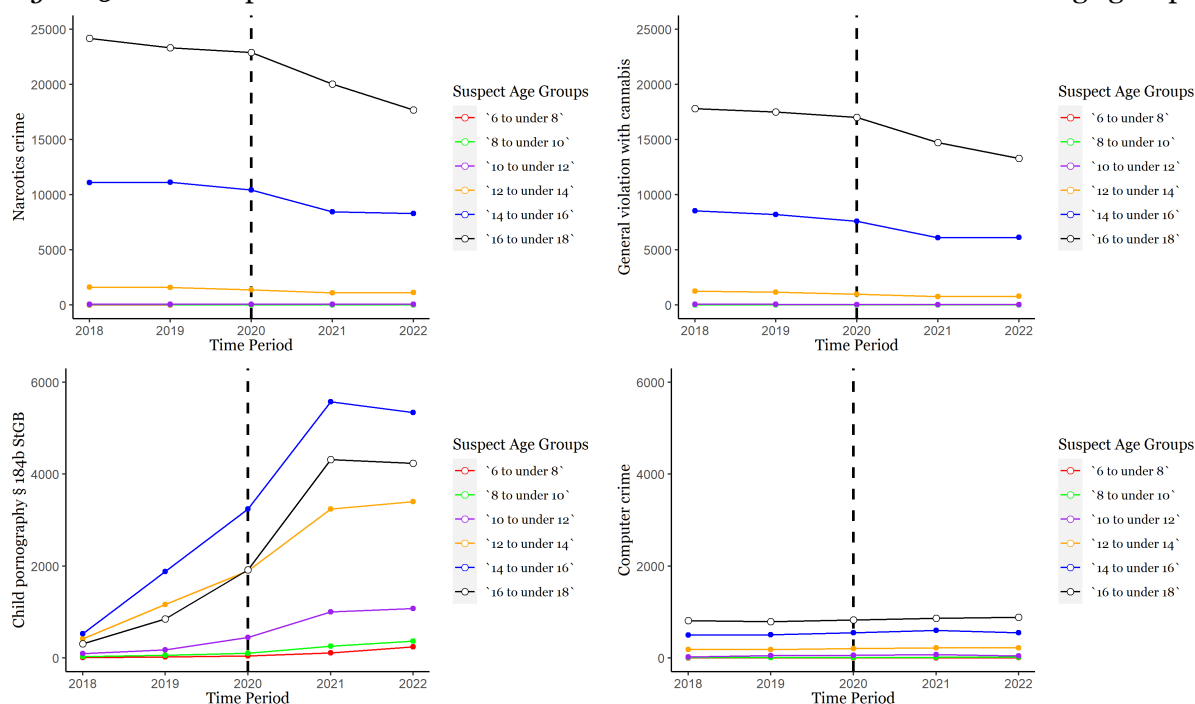 25000
20000
15000
10000
5000
0
Narcotics crime
2018 2019 2020 2021 2022
Time Period
Suspect Age Groups
`6 to under 8`
`8 to under 10`
`10 to under 12`
`12 to under 14`
`14 to under 16`
`16 to under 18`
25000
20000
15000
10000
5000
0
General violation with cannabis
2018 2019 2020 2021 2022
Time Period
Suspect Age Groups
`6 to under 8`
`8 to under 10`
`10 to under 12`
`12 to under 14`
`14 to under 16`
`16 to under 18`
6000
4000
2000
0
Child pornography § 184b StGB
2018 2019 2020 2021 2022
Time Period
Suspect Age Groups
`6 to under 8`
`8 to under 10`
`10 to under 12`
`12 to under 14`
`14 to under 16`
`16 to under 18`
6000
4000
2000
0
Computer crime
2018 2019 2020 2021 2022
Time Period
Suspect Age Groups
`6 to under 8`
`8 to under 10`
`10 to under 12`
`12 to under 14`
`14 to under 16`
`16 to under 18`